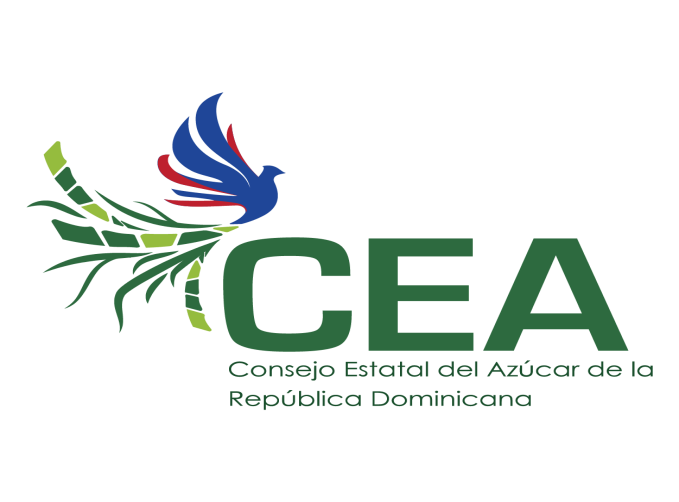 CEA
Consejo Estatal del Azúcar de la
República Dominicana